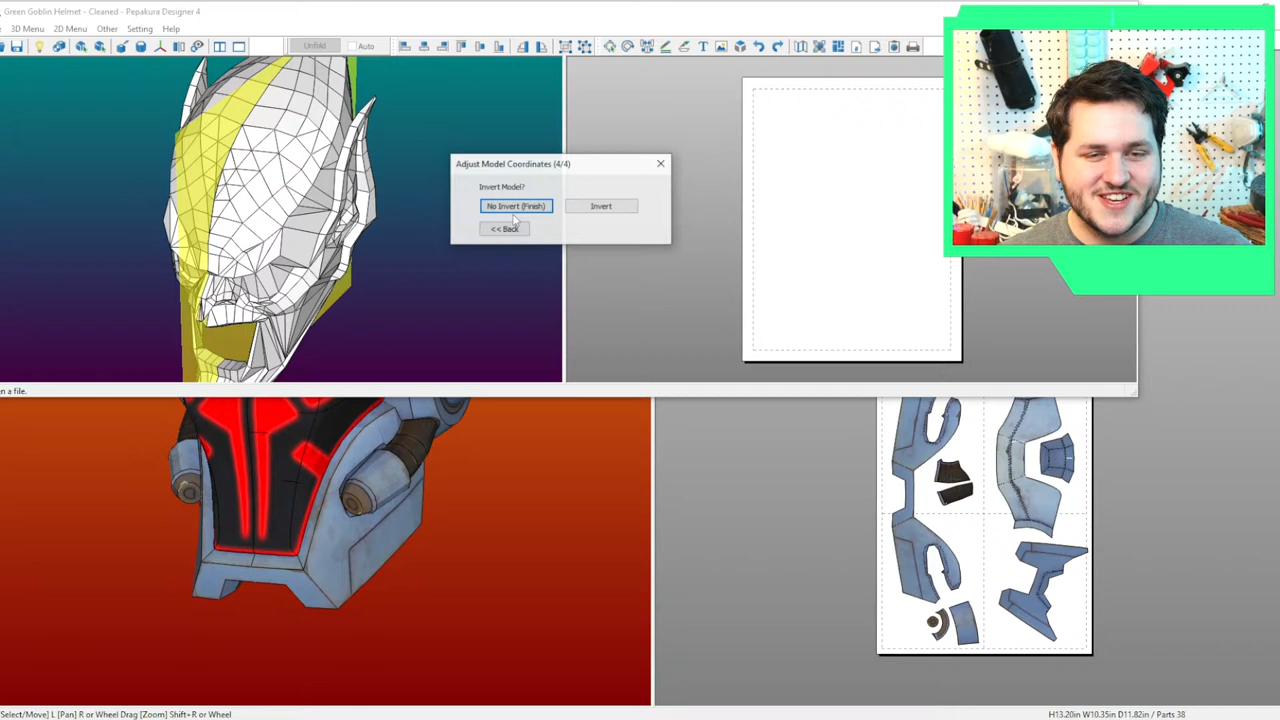 Green Goblin Helmet - Cleaned - Pepakura Designer 4
3D Menu 2D Menu Other Setting Help
Unfold Auto
Adjust Model Coordinates (4/4)
Invert Model?
No Invert (Finish) Invert
<< Back
n a file.
Select/Move] L [Pan] R or Wheel Drag [Zoom] Shift+R or Wheel
H13.20in W10.35in D11.82in / Parts 38